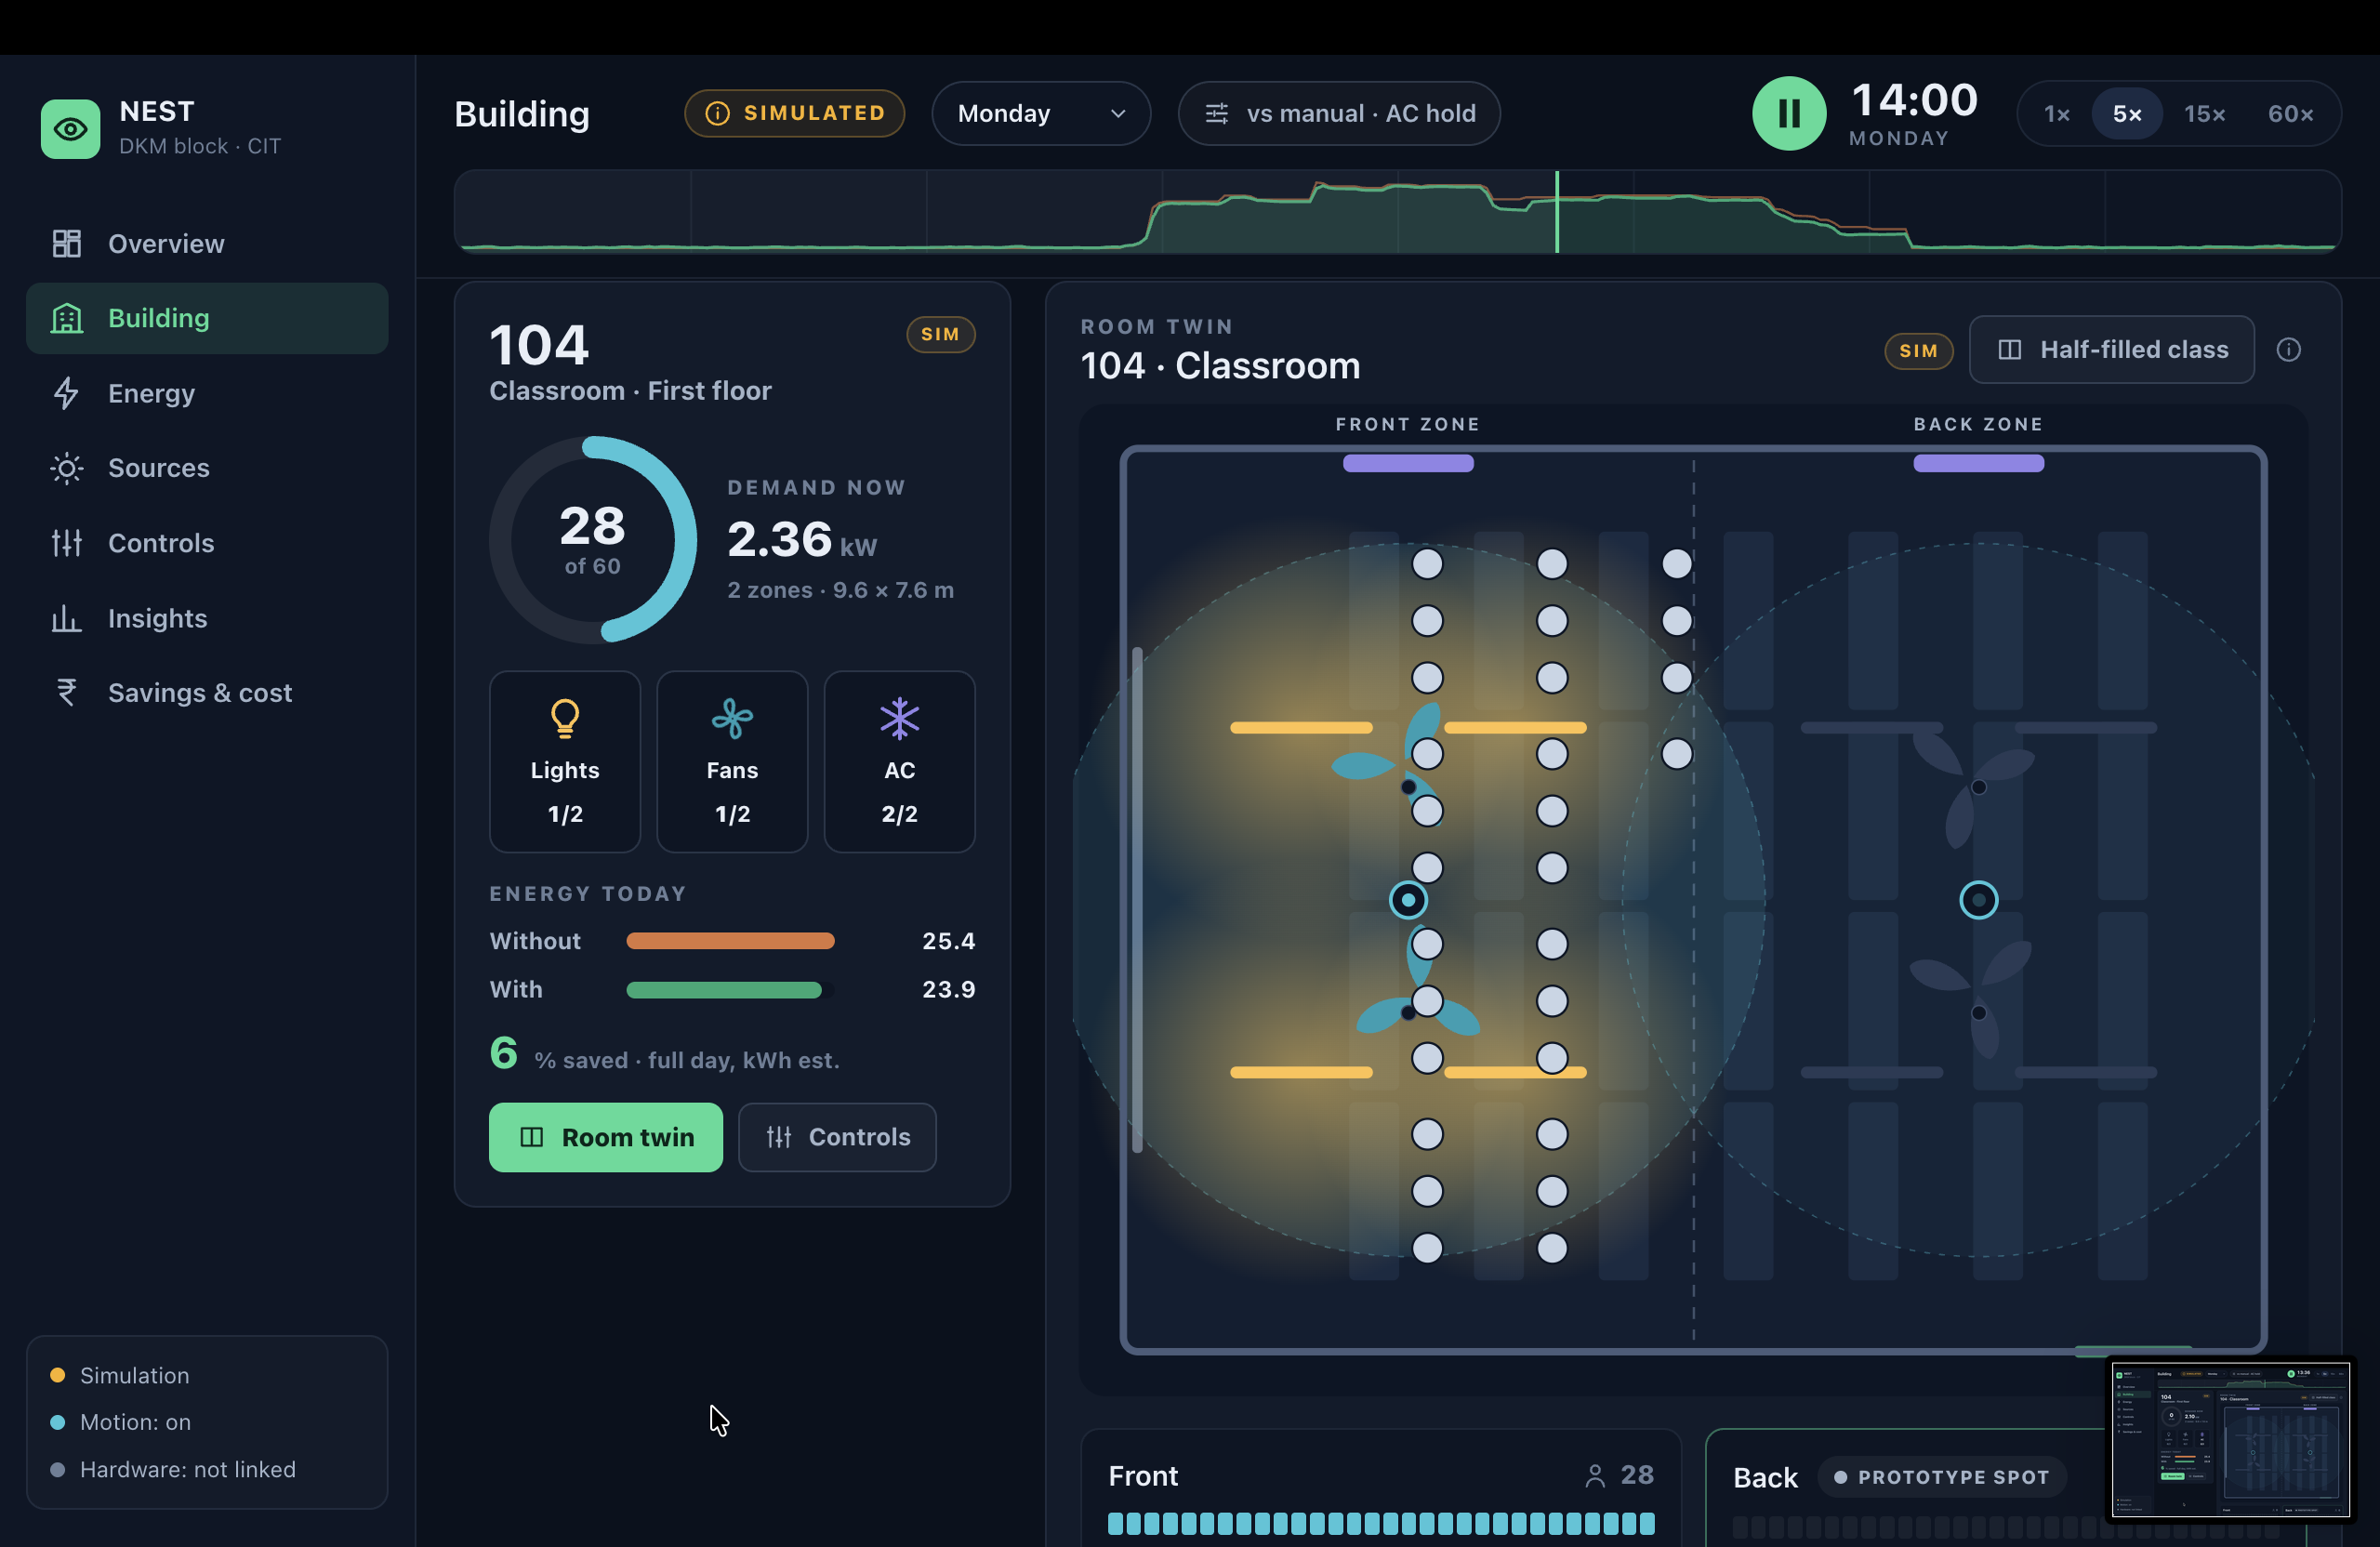 NEST
DKM block · CIT
Overview
Building
Energy
Sources
Controls
Insights
Savings & cost
Simulation
Motion: on
Hardware: not linked
Building
SIMULATED
Monday
vs manual · AC hold
14:00
MONDAY
1×
5×
15×
60×
104
SIM
Classroom · First floor
28
of 60
DEMAND NOW
2.36 kW
2 zones · 9.6 × 7.6 m
Lights
1/2
Fans
1/2
AC
2/2
ENERGY TODAY
Without 25.4
With 23.9
6 % saved · full day, kWh est.
Room twin
Controls
ROOM TWIN
104 · Classroom
SIM
Half-filled class
FRONT ZONE
BACK ZONE
Front
28
Back
PROTOTYPE SPOT